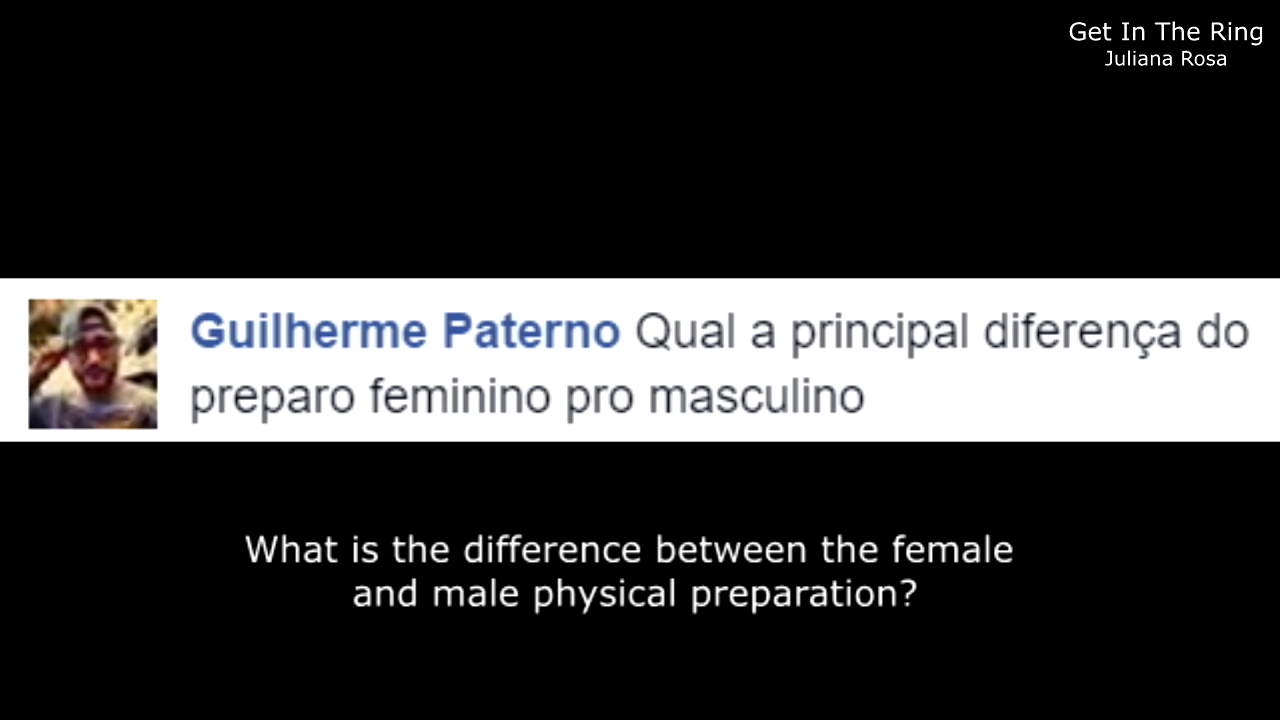 Get In The Ring
Juliana Rosa
Guilherme Paterno Qual a principal diferença do
preparo feminino pro masculino
What is the difference between the female
and male physical preparation?